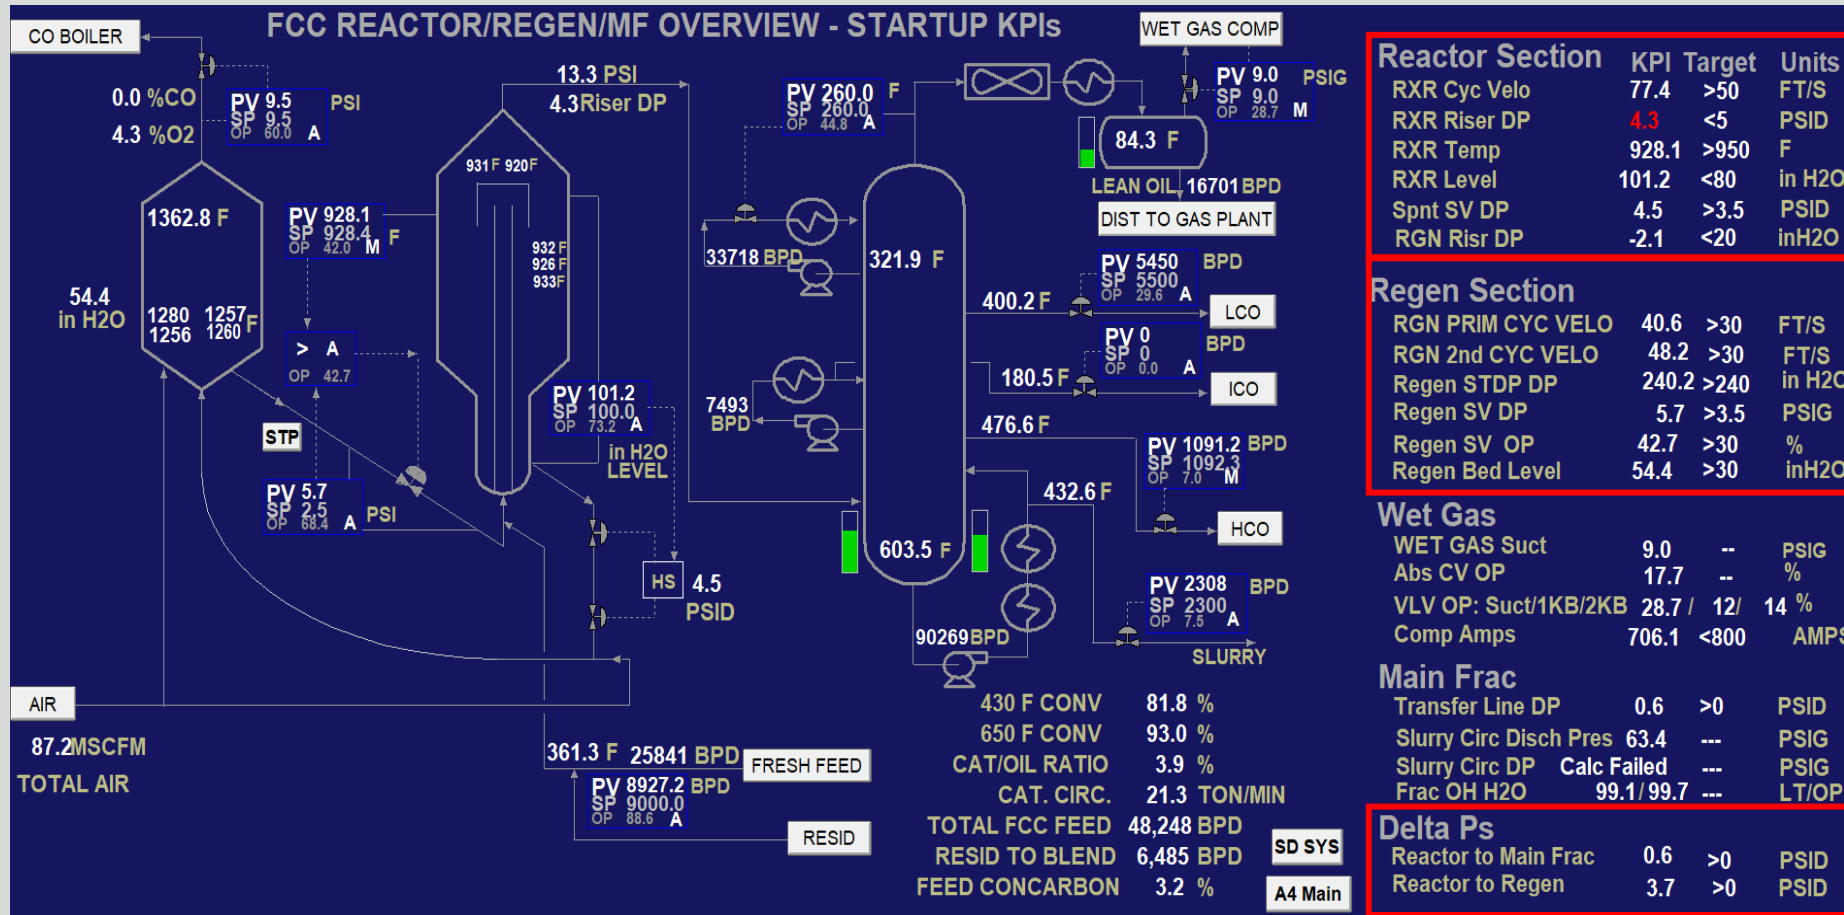 FCC REACTOR/REGEN/MF OVERVIEW - STARTUP KPIs
CO BOILER
0.0 %CO
4.3 %O2
PV 9.5 PSI
SP 9.5
OP 60.0 A
13.3 PSI
4.3 Riser DP
1362.8 F
54.4
in H2O
1280 1257
1256 1260 F
PV 928.1
SP 928.4 F
OP 42.0 M
> A
OP 42.7
STP
PV 5.7
SP 2.5 PSI
OP 68.4 A
931 F 920 F
932 F
926 F
933 F
PV 101.2
SP 100.0
OP 73.2 A
in H2O
LEVEL
HS 4.5
PSID
AIR
87.2 MSCFM
TOTAL AIR
361.3 F 25841 BPD
FRESH FEED
PV 8927.2 BPD
SP 9000.0
OP 88.6 A
RESID
PV 260.0 F
SP 260.0
OP 44.8 A
WET GAS COMP
PV 9.0 PSIG
SP 9.0
OP 28.7 M
84.3 F
LEAN OIL 16701 BPD
DIST TO GAS PLANT
33718 BPD
321.9 F
PV 5450 BPD
SP 5500
OP 29.6 A
400.2 F
LCO
PV 0 BPD
SP 0
OP 0.0 A
180.5 F
ICO
7493
BPD
476.6 F
PV 1091.2 BPD
SP 1092.3
OP 7.0 M
432.6 F
HCO
603.5 F
PV 2308 BPD
SP 2300
OP 7.5 A
90269 BPD
SLURRY
430 F CONV 81.8 %
650 F CONV 93.0 %
CAT/OIL RATIO 3.9 %
CAT. CIRC. 21.3 TON/MIN
TOTAL FCC FEED 48,248 BPD
RESID TO BLEND 6,485 BPD
FEED CONCARBON 3.2 %
SD SYS
A4 Main
Reactor Section KPI Target Units
RXR Cyc Velo 77.4 >50 FT/S
RXR Riser DP 4.3 <5 PSID
RXR Temp 928.1 >950 F
RXR Level 101.2 <80 in H2O
Spnt SV DP 4.5 >3.5 PSID
RGN Risr DP -2.1 <20 inH2O
Regen Section
RGN PRIM CYC VELO 40.6 >30 FT/S
RGN 2nd CYC VELO 48.2 >30 FT/S
Regen STDP DP 240.2 >240 in H2O
Regen SV DP 5.7 >3.5 PSIG
Regen SV OP 42.7 >30 %
Regen Bed Level 54.4 >30 inH2O
Wet Gas
WET GAS Suct 9.0 -- PSIG
Abs CV OP 17.7 -- %
VLV OP: Suct/1KB/2KB 28.7 / 12/ 14 %
Comp Amps 706.1 <800 AMPS
Main Frac
Transfer Line DP 0.6 >0 PSID
Slurry Circ Disch Pres 63.4 --- PSIG
Slurry Circ DP Calc Failed --- PSIG
Frac OH H2O 99.1/ 99.7 --- LT/OP
Delta Ps
Reactor to Main Frac 0.6 >0 PSID
Reactor to Regen 3.7 >0 PSID